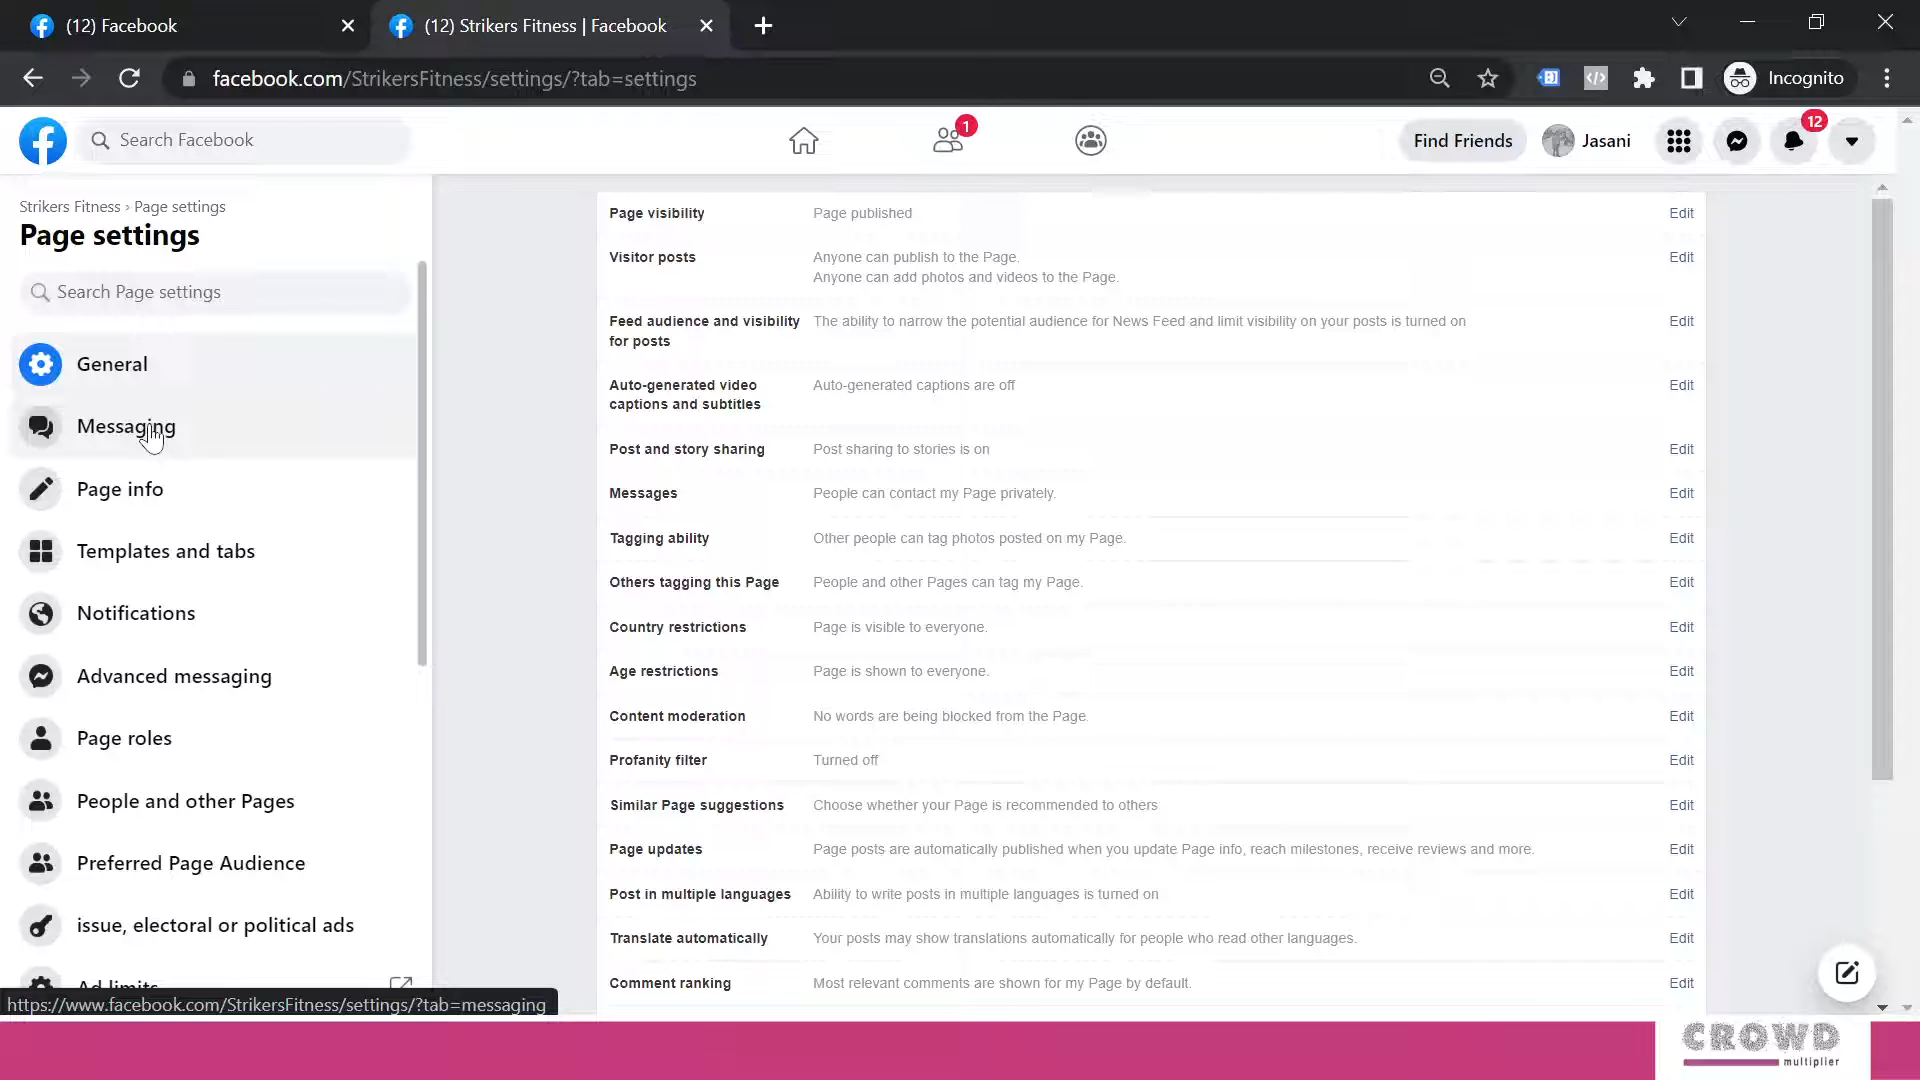 (12) Facebook
(12) Strikers Fitness | Facebook
facebook.com/StrikersFitness/settings/?tab=settings
Incognito
Search Facebook
1
Find Friends
Jasani
12
Strikers Fitness › Page settings
Page settings
Search Page settings
General
Messaging
Page info
Templates and tabs
Notifications
Advanced messaging
Page roles
People and other Pages
Preferred Page Audience
issue, electoral or political ads
Ad limits
https://www.facebook.com/StrikersFitness/settings/?tab=messaging
Page visibility Page published Edit
Visitor posts Anyone can publish to the Page. Edit
Anyone can add photos and videos to the Page.
Feed audience and visibility The ability to narrow the potential audience for News Feed and limit visibility on your posts is turned on Edit
for posts
Auto-generated video Auto-generated captions are off Edit
captions and subtitles
Post and story sharing Post sharing to stories is on Edit
Messages People can contact my Page privately. Edit
Tagging ability Other people can tag photos posted on my Page. Edit
Others tagging this Page People and other Pages can tag my Page. Edit
Country restrictions Page is visible to everyone. Edit
Age restrictions Page is shown to everyone. Edit
Content moderation No words are being blocked from the Page. Edit
Profanity filter Turned off Edit
Similar Page suggestions Choose whether your Page is recommended to others Edit
Page updates Page posts are automatically published when you update Page info, reach milestones, receive reviews and more. Edit
Post in multiple languages Ability to write posts in multiple languages is turned on Edit
Translate automatically Your posts may show translations automatically for people who read other languages. Edit
Comment ranking Most relevant comments are shown for my Page by default. Edit
CROWD
multiplier